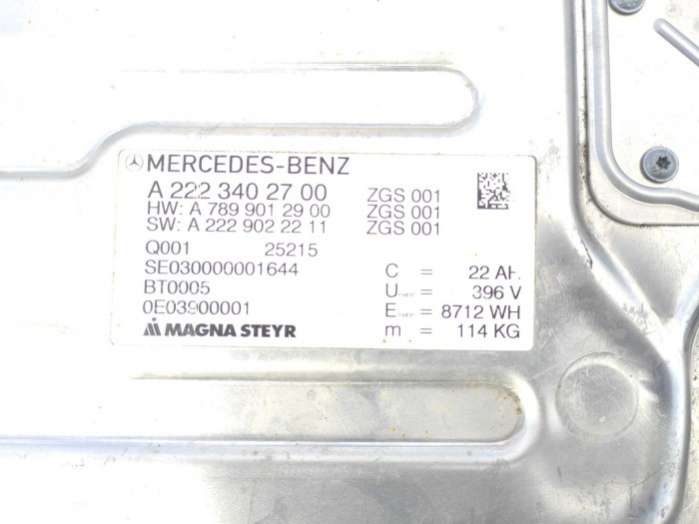 MERCEDES-BENZ
A 222 340 27 00 ZGS 001
HW: A 789 901 29 00 ZGS 001
SW: A 222 902 22 11 ZGS 001
Q001 25215
SE030000001644
BT0005
0E03900001
MAGNA STEYR
C = 22 AH
U = 396 V
E = 8712 WH
m = 114 KG